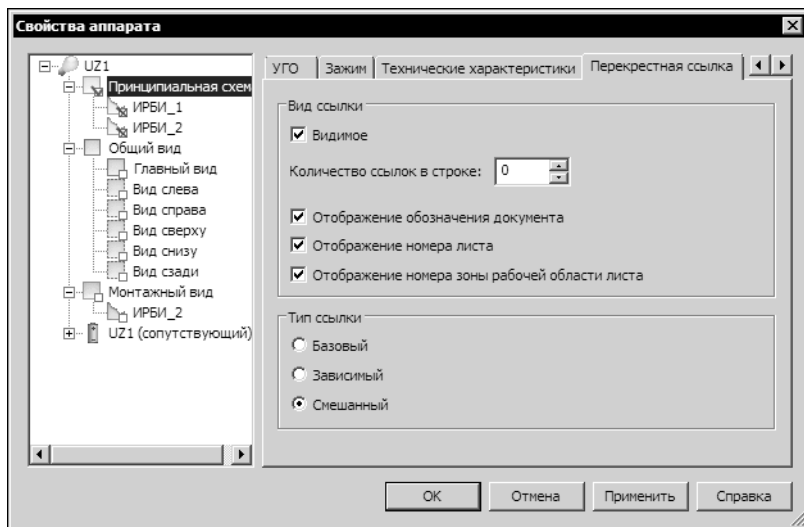 Свойства аппарата
UZ1
Принципиальная схем
ИРБИ_1
ИРБИ_2
Общий вид
Главный вид
Вид слева
Вид справа
Вид сверху
Вид снизу
Вид сзади
Монтажный вид
ИРБИ_2
UZ1 (сопутствующий)
УГО
Зажим
Технические характеристики
Перекрестная ссылка
Вид ссылки
Видимое
Количество ссылок в строке: 0
Отображение обозначения документа
Отображение номера листа
Отображение номера зоны рабочей области листа
Тип ссылки
Базовый
Зависимый
Смешанный
ОК
Отмена
Применить
Справка